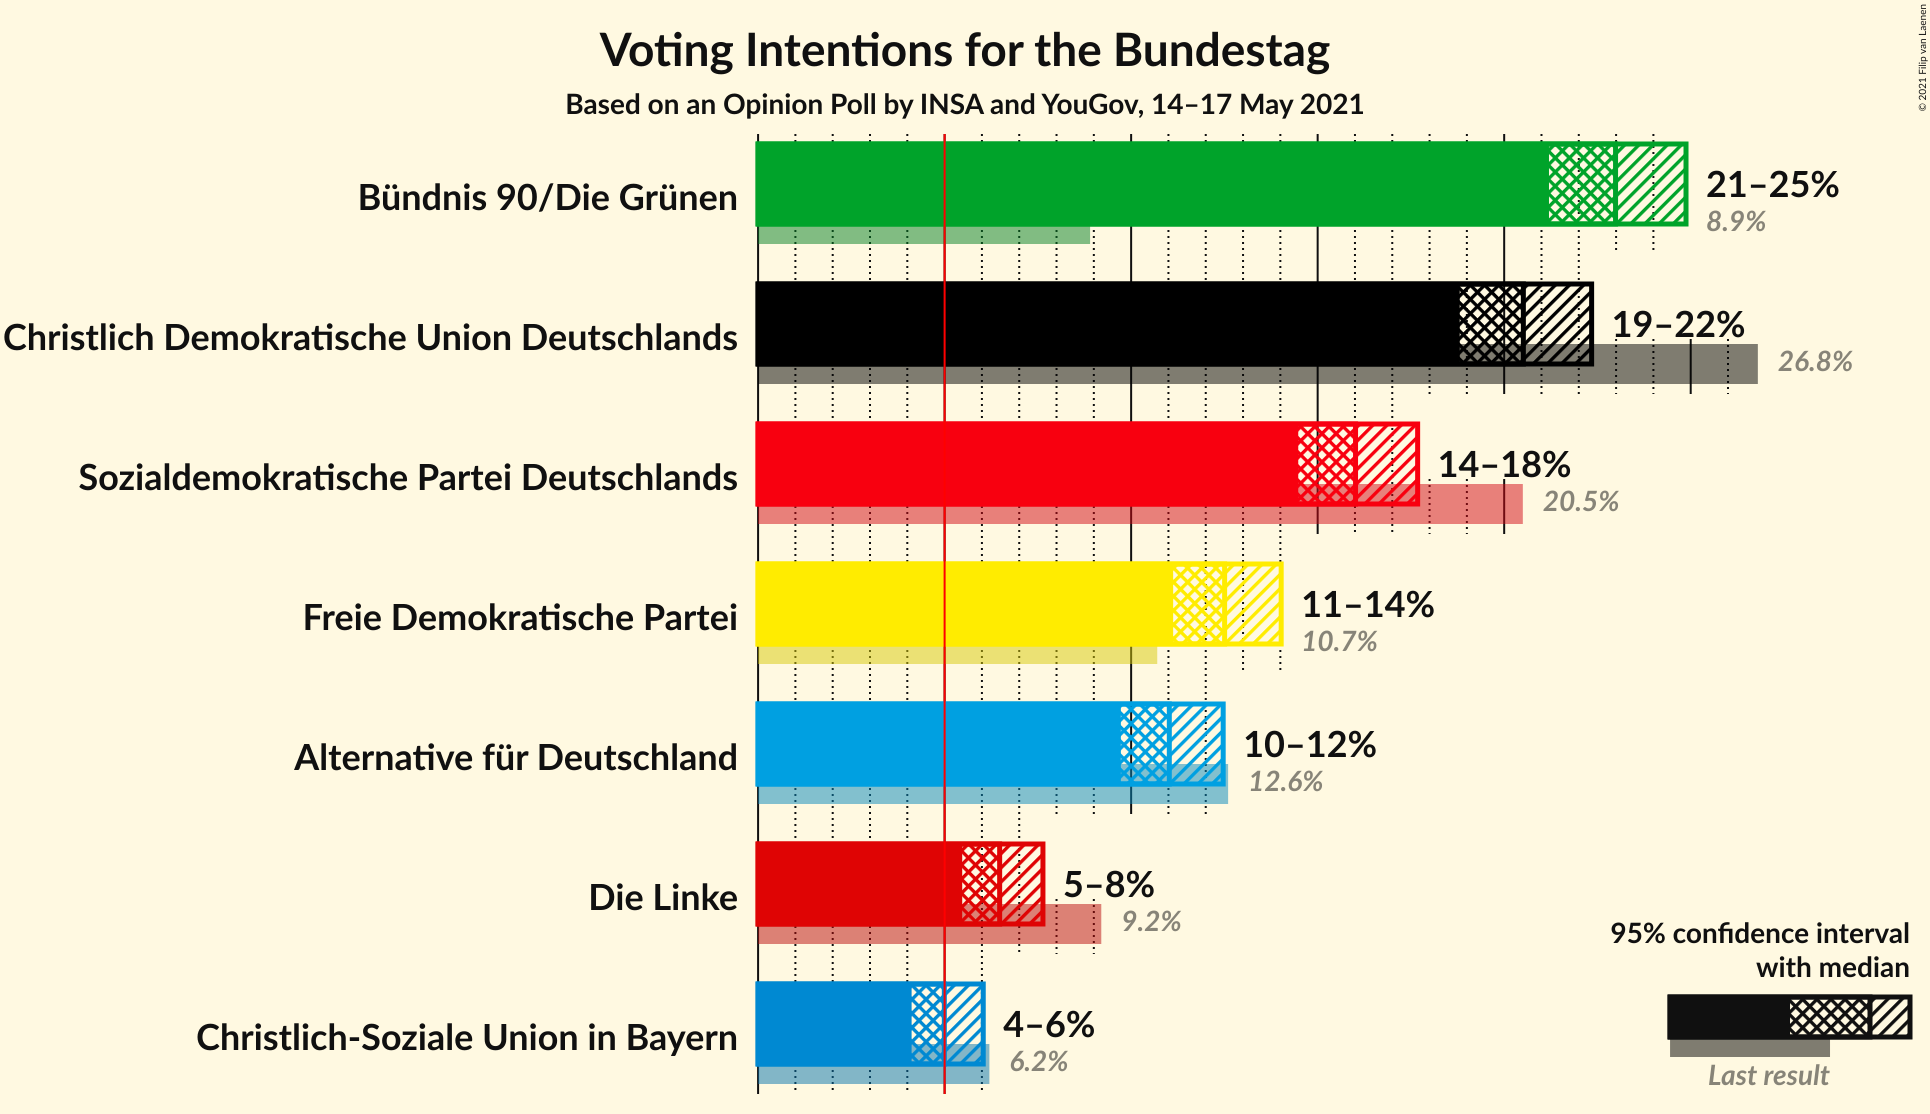 Voting Intentions for the Bundestag
Based on an Opinion Poll by INSA and YouGov, 14–17 May 2021
© 2021 Filip van Laenen
Bündnis 90/Die Grünen
21–25%
8.9%
Christlich Demokratische Union Deutschlands
19–22%
26.8%
Sozialdemokratische Partei Deutschlands
14–18%
20.5%
Freie Demokratische Partei
11–14%
10.7%
Alternative für Deutschland
10–12%
12.6%
Die Linke
5–8%
9.2%
Christlich-Soziale Union in Bayern
4–6%
6.2%
95% confidence interval
with median
Last result